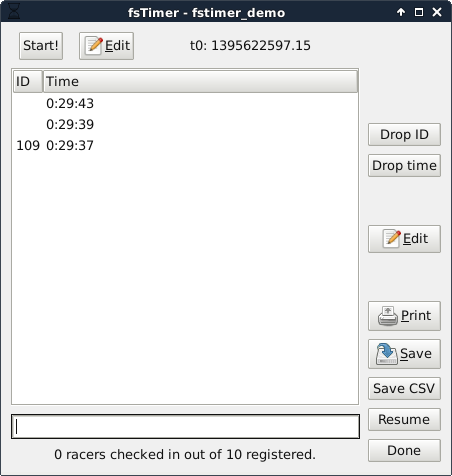 fsTimer - fstimer_demo
Start!
Edit
t0: 1395622597.15
ID Time
0:29:43
0:29:39
109 0:29:37
Drop ID
Drop time
Edit
Print
Save
Save CSV
Resume
Done
0 racers checked in out of 10 registered.